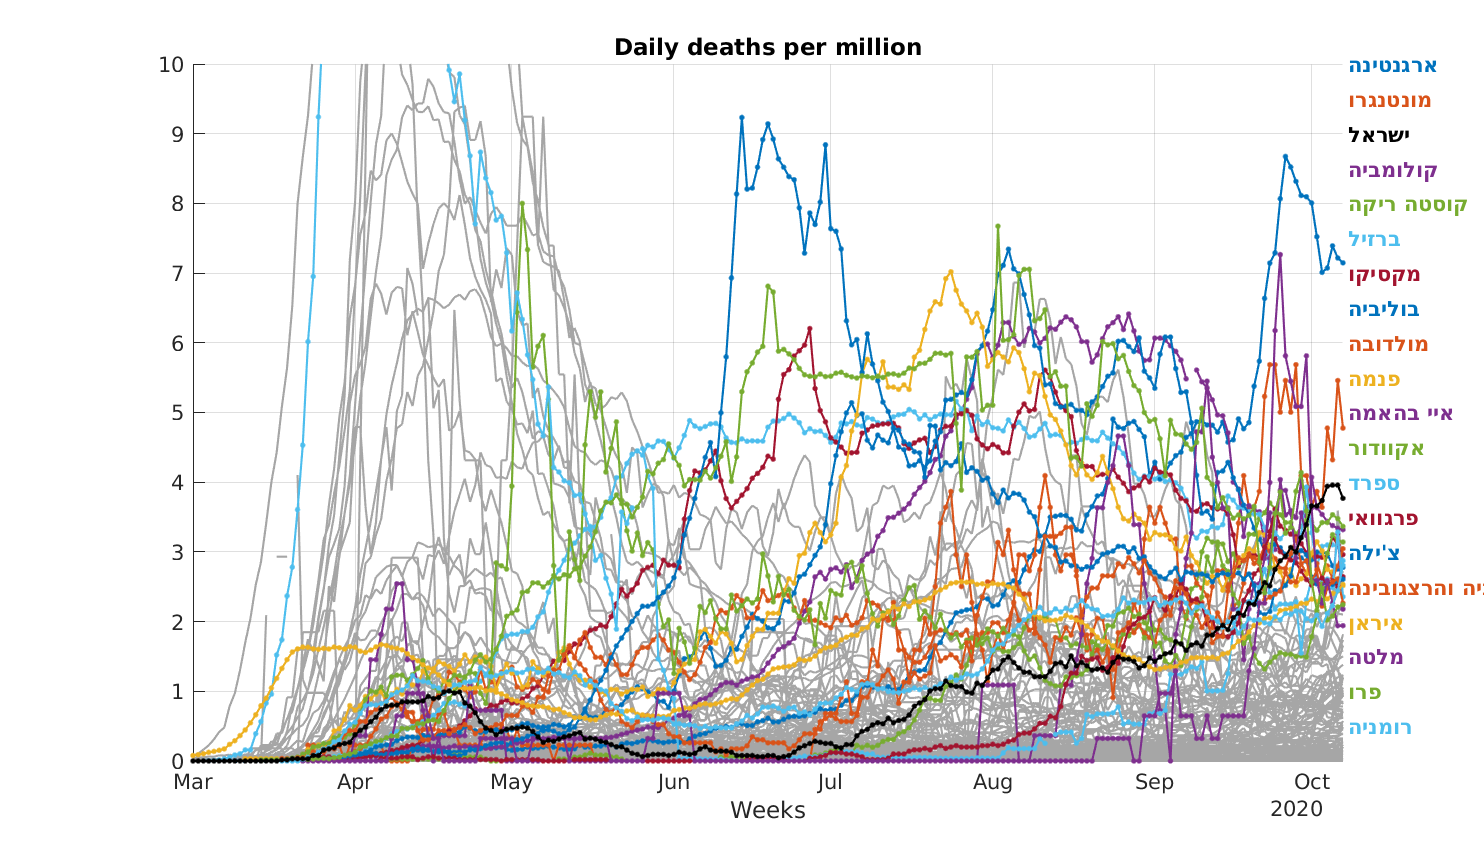 Daily deaths per million
10
9
8
7
6
5
4
3
2
1
0
Mar
Apr
May
Jun
Jul
Aug
Sep
Oct
2020
Weeks
ארגנטינה
מונטנגרו
ישראל
קולומביה
קוסטה ריקה
ברזיל
מקסיקו
בוליביה
מולדובה
פנמה
איי בהאמה
אקוודור
ספרד
פרגוואי
צ'ילה
והרצגובינה
איראן
מלטה
פרו
רומניה